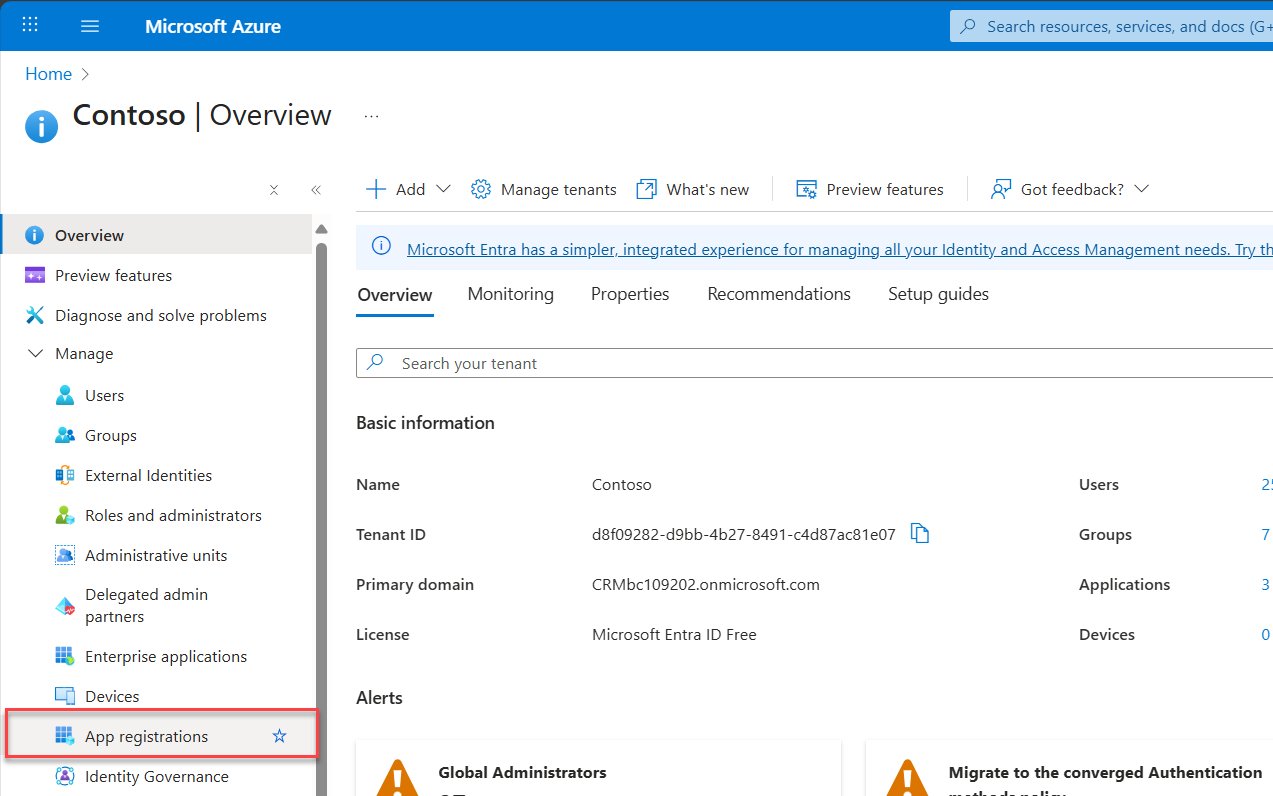 Microsoft Azure
Search resources, services, and docs (G+
Home
Contoso | Overview
...
Add
Manage tenants
What's new
Preview features
Got feedback?
Overview
Preview features
Diagnose and solve problems
Manage
Users
Groups
External Identities
Roles and administrators
Administrative units
Delegated admin
partners
Enterprise applications
Devices
App registrations
Identity Governance
Microsoft Entra has a simpler, integrated experience for managing all your Identity and Access Management needs. Try th
Overview
Monitoring
Properties
Recommendations
Setup guides
Search your tenant
Basic information
Name
Contoso
Users
25
Tenant ID
d8f09282-d9bb-4b27-8491-c4d87ac81e07
Groups
7
Primary domain
CRMbc109202.onmicrosoft.com
Applications
3
License
Microsoft Entra ID Free
Devices
0
Alerts
Global Administrators
Migrate to the converged Authentication
methods policy